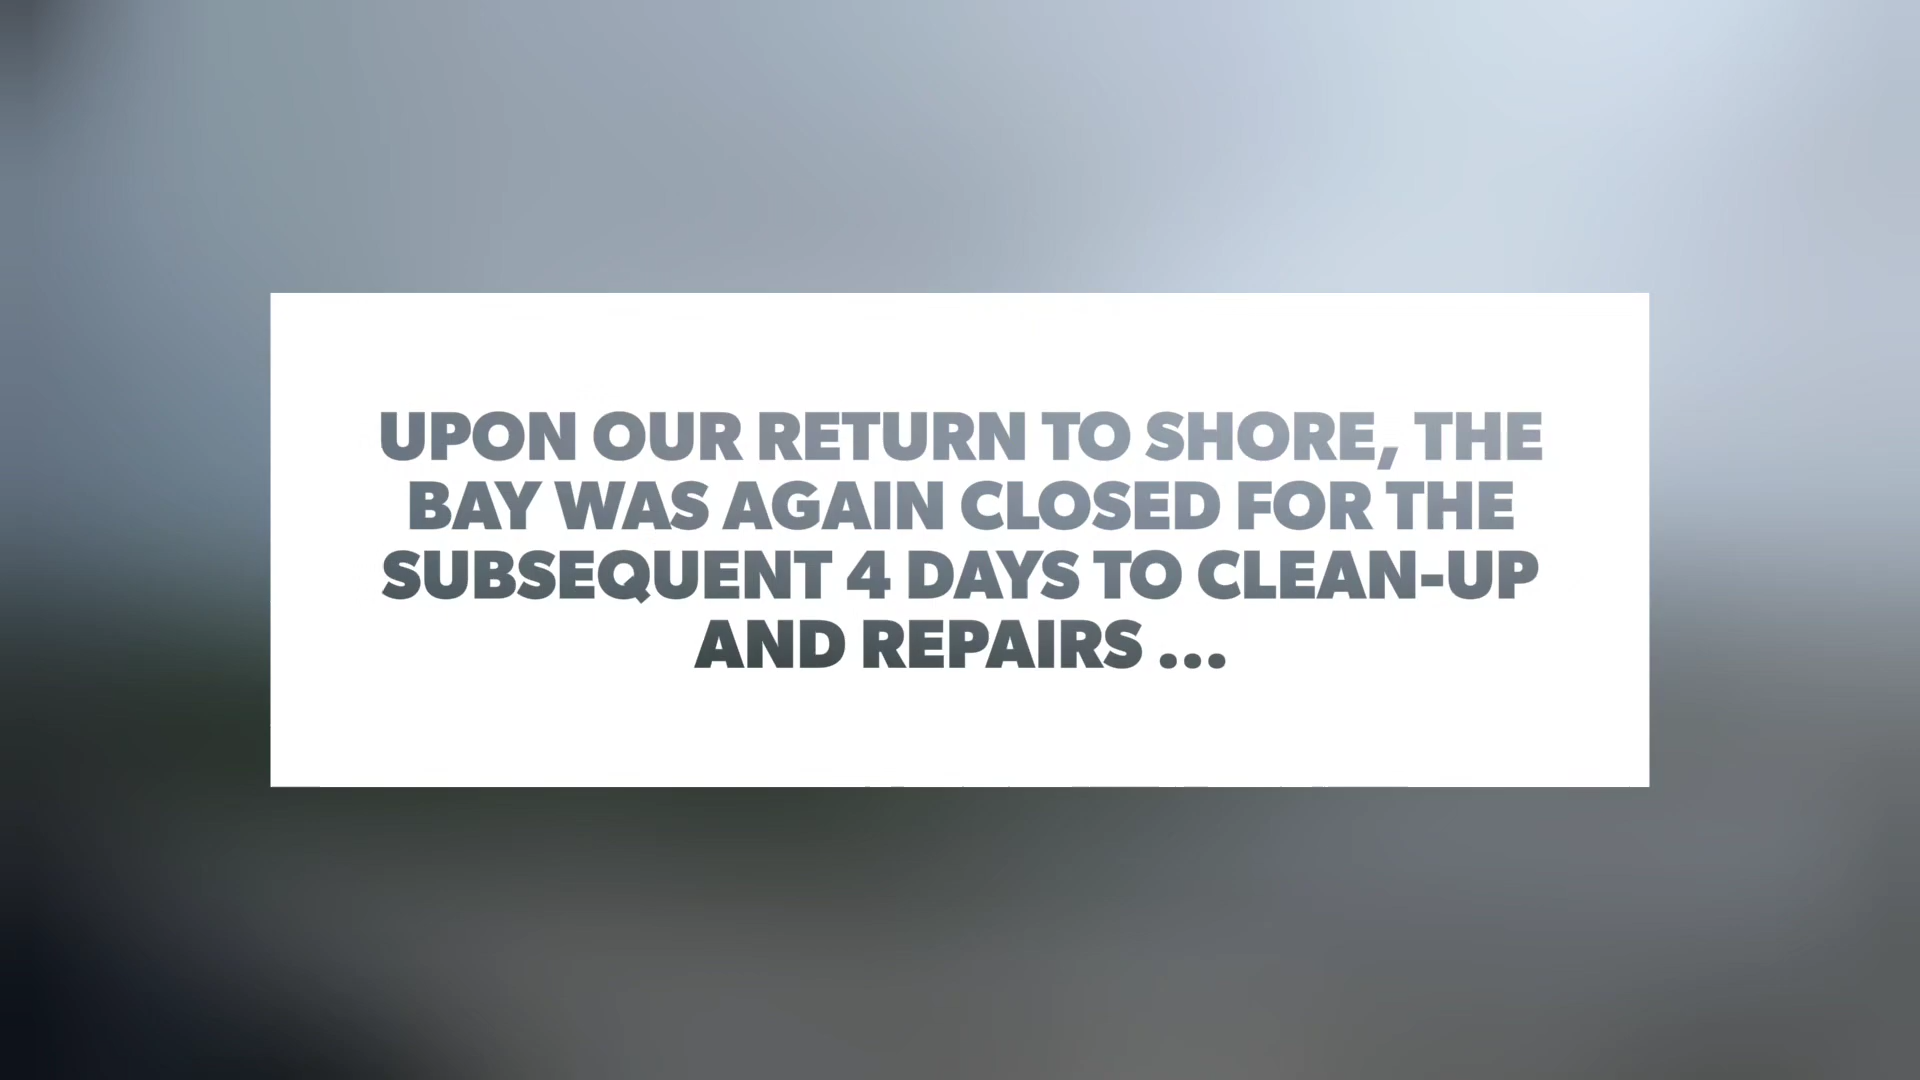 UPON OUR RETURN TO SHORE, THE
BAY WAS AGAIN CLOSED FOR THE
SUBSEQUENT 4 DAYS TO CLEAN-UP
AND REPAIRS ...